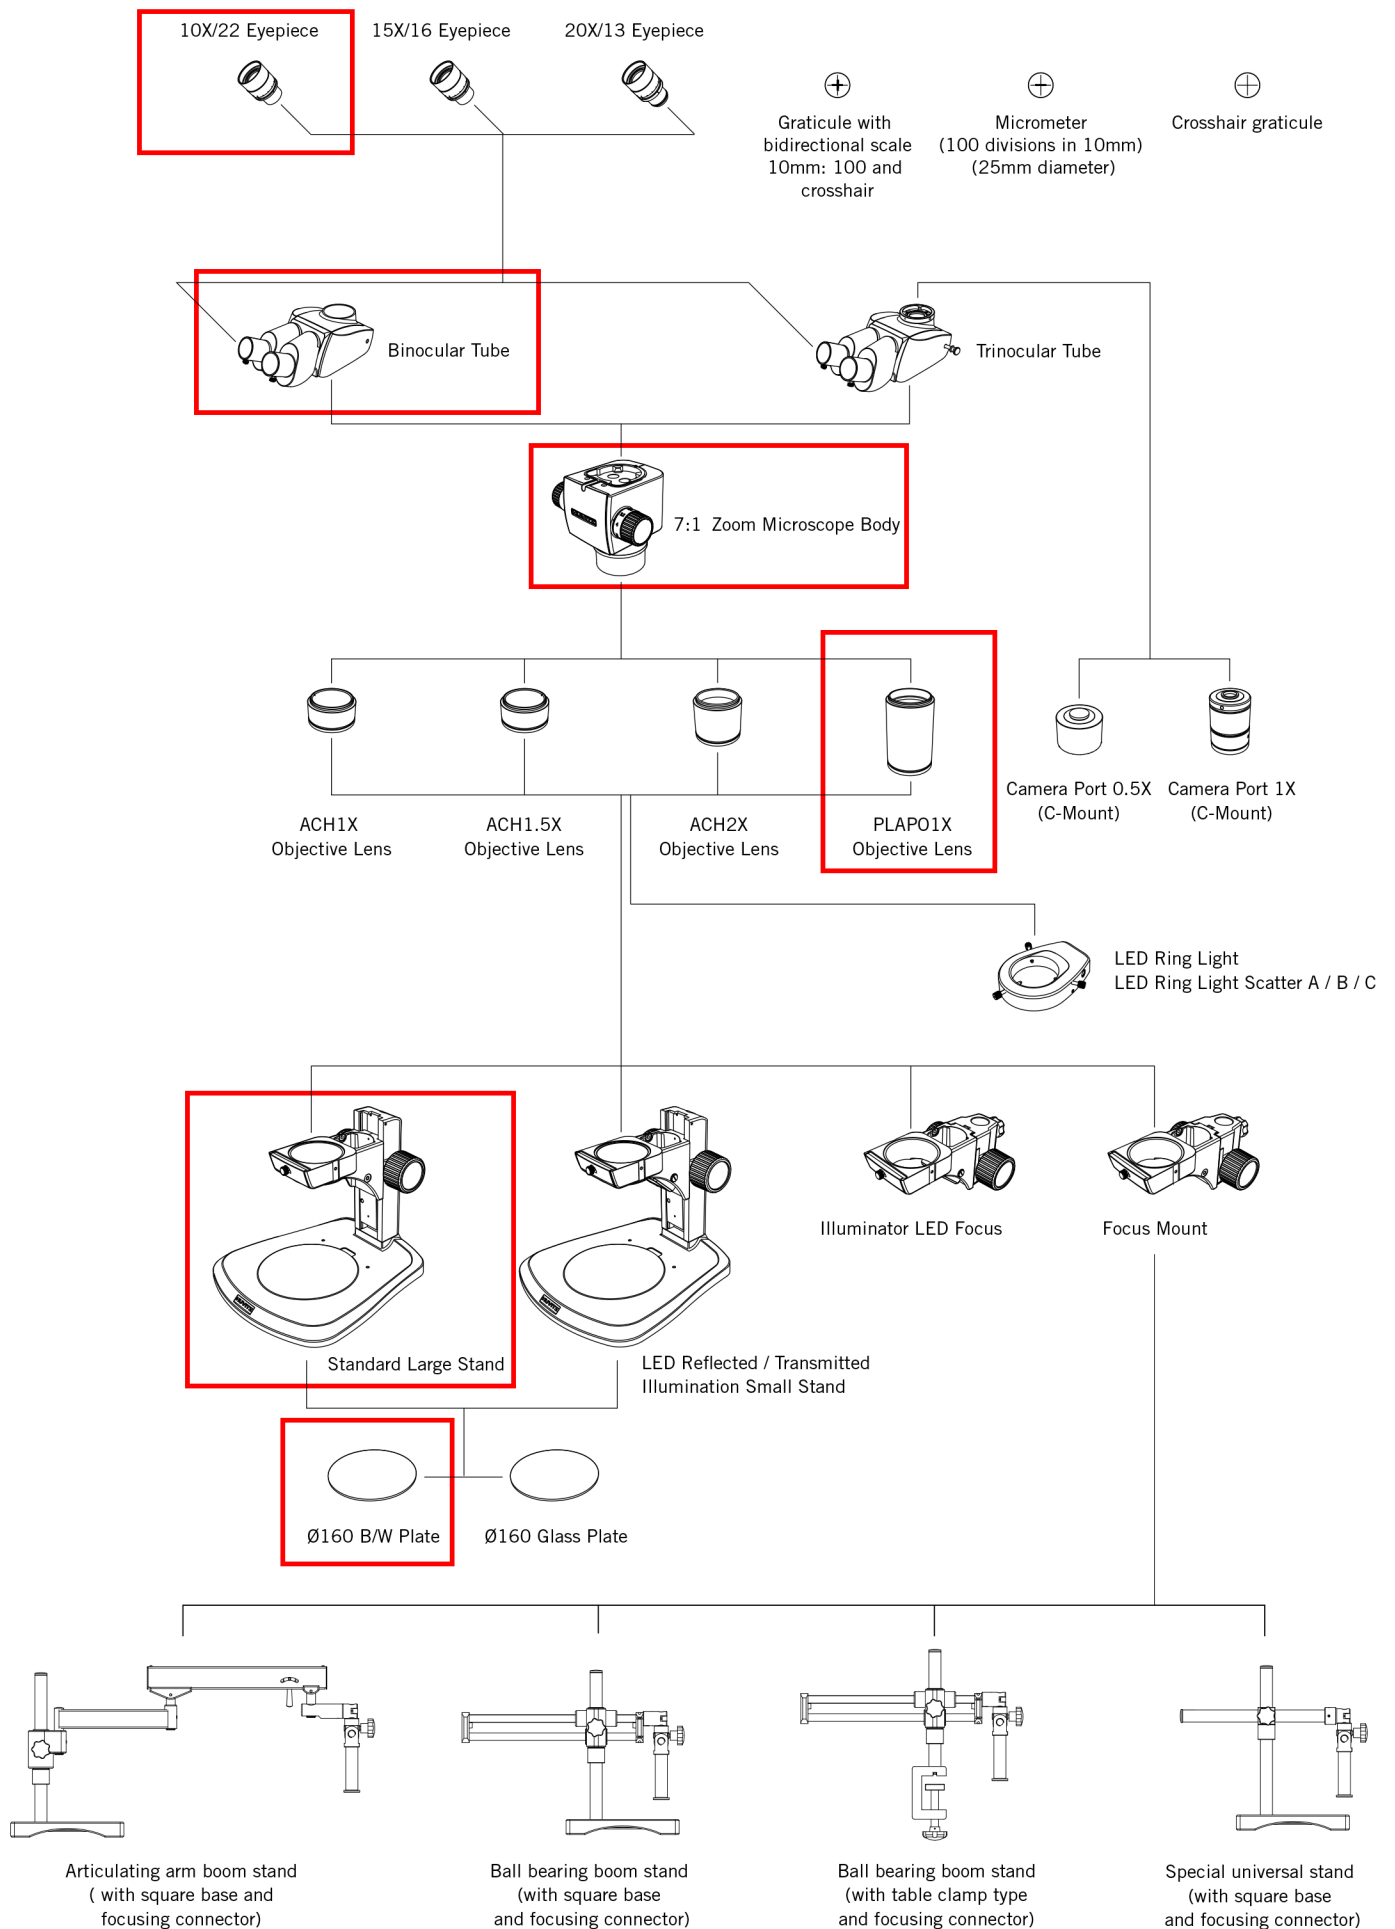 10X/22 Eyepiece
15X/16 Eyepiece
20X/13 Eyepiece
Graticule with
bidirectional scale
10mm: 100 and
crosshair
Micrometer
(100 divisions in 10mm)
(25mm diameter)
Crosshair graticule
Binocular Tube
Trinocular Tube
7:1 Zoom Microscope Body
ACH1X
Objective Lens
ACH1.5X
Objective Lens
ACH2X
Objective Lens
PLAPO1X
Objective Lens
Camera Port 0.5X
(C-Mount)
Camera Port 1X
(C-Mount)
LED Ring Light
LED Ring Light Scatter A / B / C
Illuminator LED Focus
Focus Mount
Standard Large Stand
LED Reflected / Transmitted
Illumination Small Stand
Ø160 B/W Plate
Ø160 Glass Plate
Articulating arm boom stand
( with square base and
focusing connector)
Ball bearing boom stand
(with square base
and focusing connector)
Ball bearing boom stand
(with table clamp type
and focusing connector)
Special universal stand
(with square base
and focusing connector)